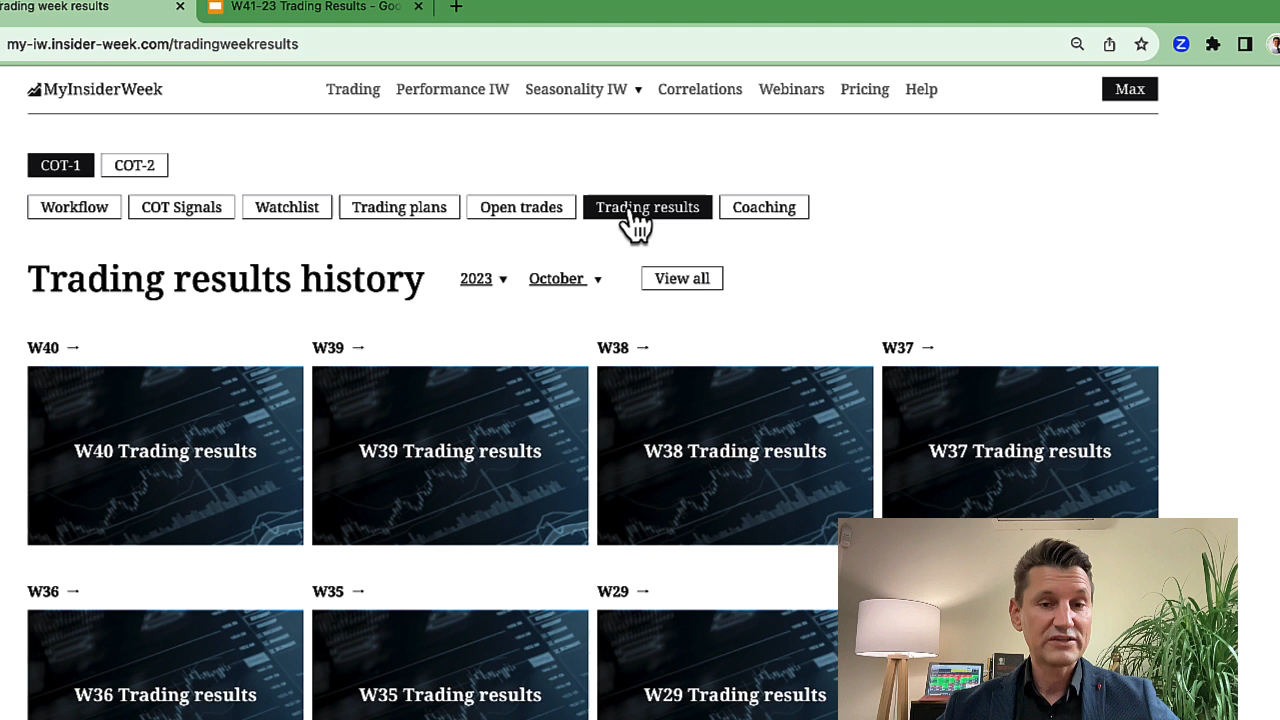 rading week results
W41-23 Trading Results - Goo
my-iw.insider-week.com/tradingweekresults
MyInsiderWeek
Trading Performance IW Seasonality IW Correlations Webinars Pricing Help
Max
COT-1 COT-2
Workflow COT Signals Watchlist Trading plans Open trades Trading results Coaching
Trading results history 2023 October View all
W40 → W39 → W38 → W37 →
W40 Trading results W39 Trading results W38 Trading results W37 Trading results
W36 → W35 → W29 →
W36 Trading results W35 Trading results W29 Trading results